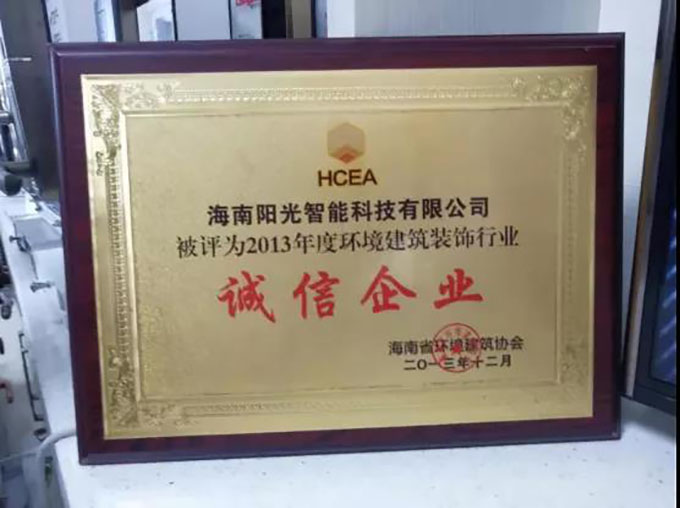 HCEA
海南阳光智能科技有限公司
被评为2013年度环境建筑装饰行业
诚信企业
海南省环境建筑协会
二〇一三年十二月